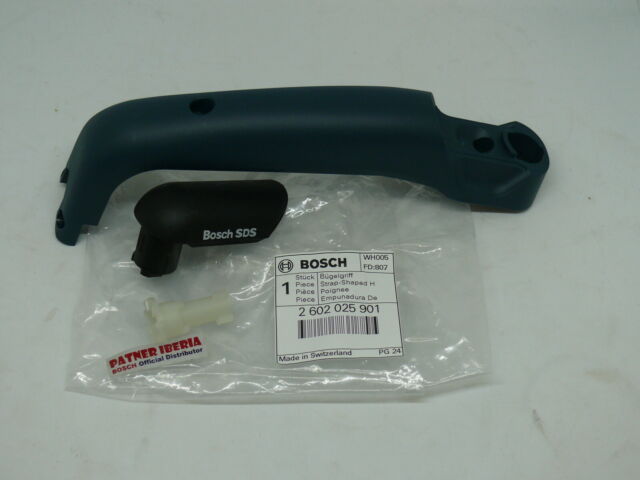 Bosch SDS
BOSCH
WH005
FD:807
1
Stück Bügelgriff
Piece Strap-Shaped H
Pièce Poignee
Piece Empunadura De
2 602 025 901
Made in Switzerland PG 24
PATNER IBERIA
BOSCH Official Distributor